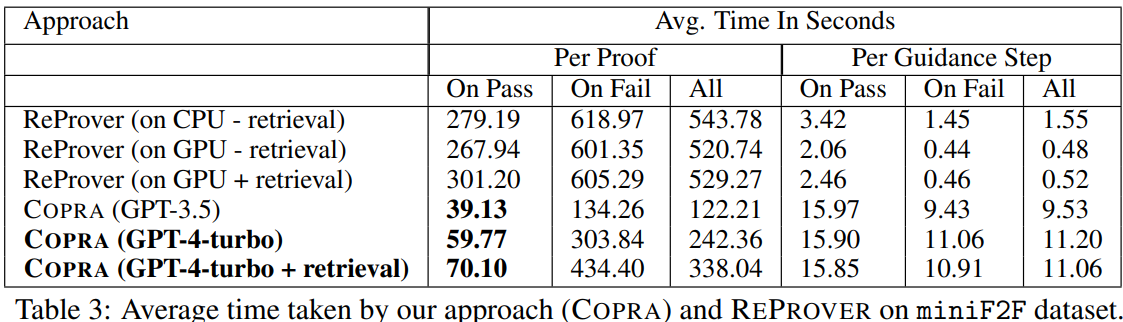 Approach Avg. Time In Seconds
Per Proof Per Guidance Step
On Pass On Fail All On Pass On Fail All
ReProver (on CPU - retrieval) 279.19 618.97 543.78 3.42 1.45 1.55
ReProver (on GPU - retrieval) 267.94 601.35 520.74 2.06 0.44 0.48
ReProver (on GPU + retrieval) 301.20 605.29 529.27 2.46 0.46 0.52
COPRA (GPT-3.5) 39.13 134.26 122.21 15.97 9.43 9.53
COPRA (GPT-4-turbo) 59.77 303.84 242.36 15.90 11.06 11.20
COPRA (GPT-4-turbo + retrieval) 70.10 434.40 338.04 15.85 10.91 11.06
Table 3: Average time taken by our approach (COPRA) and REPROVER on miniF2F dataset.